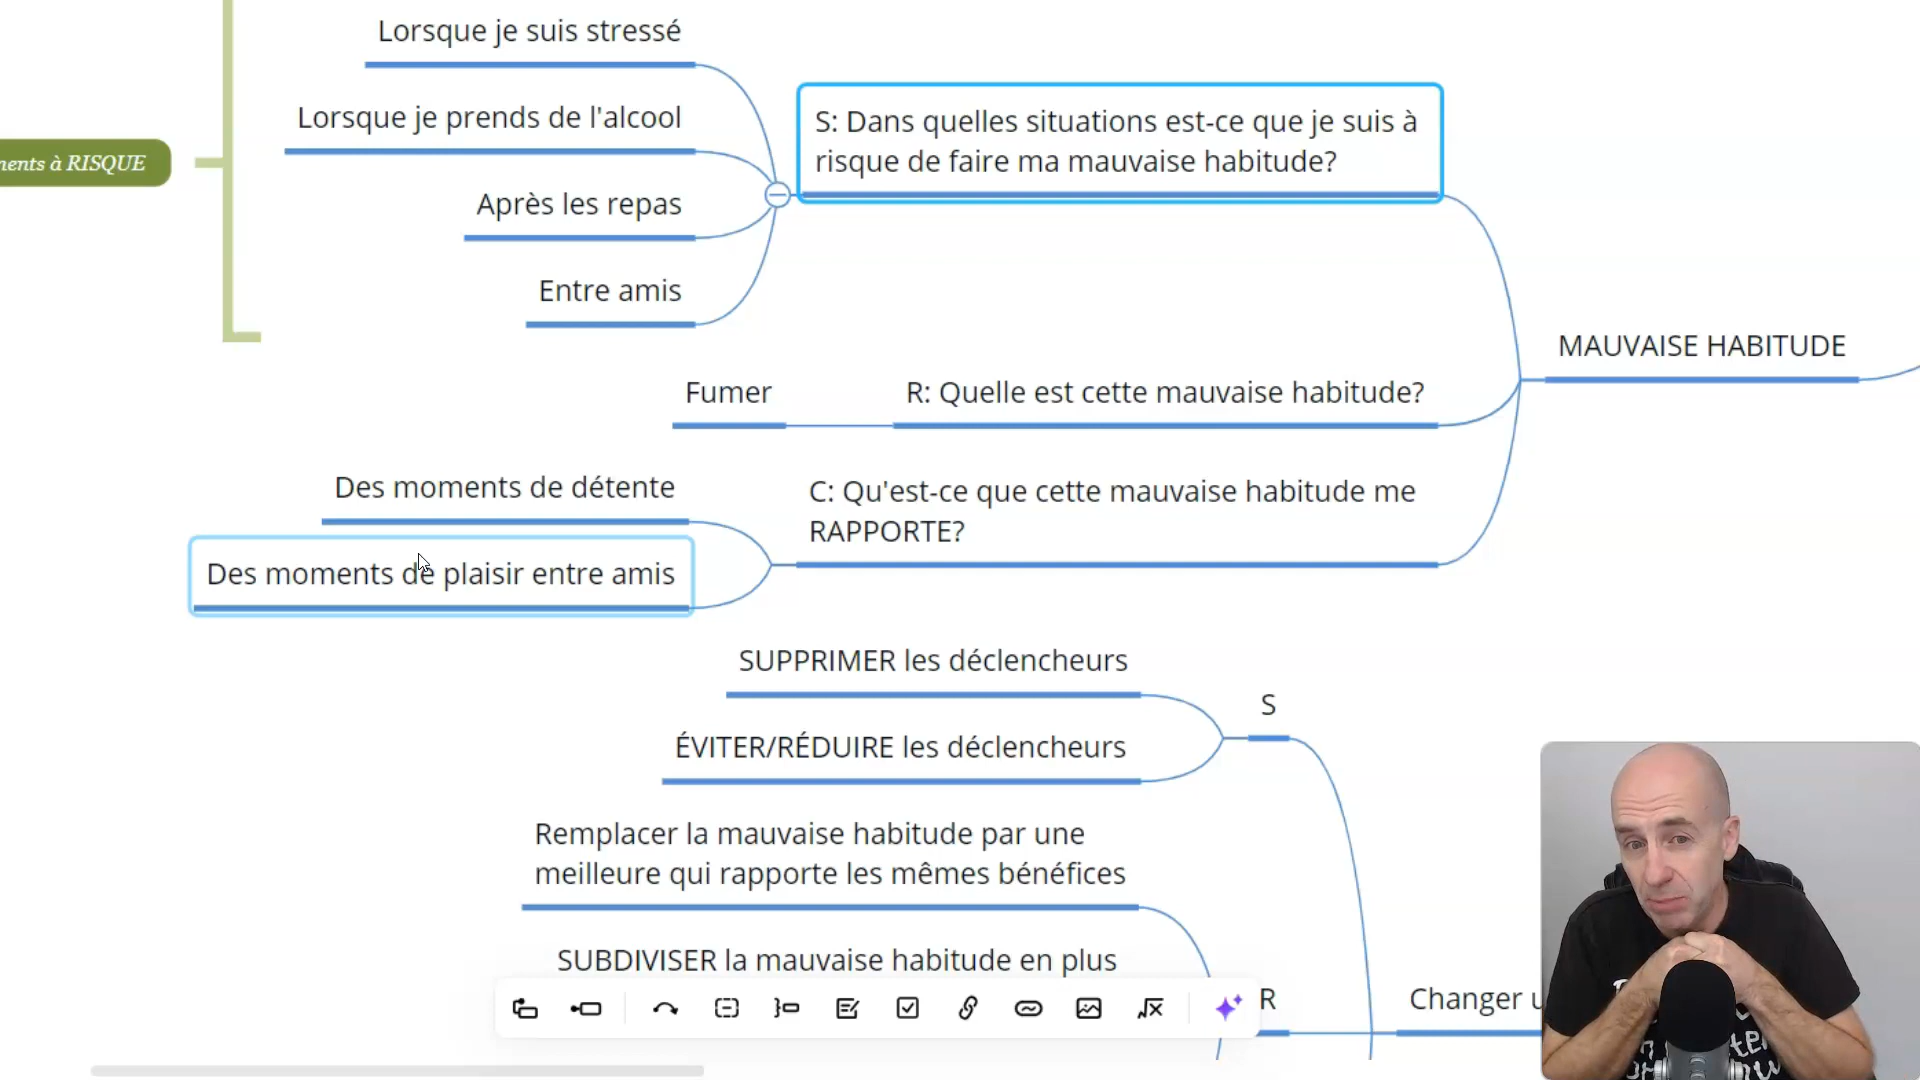 Lorsque je suis stressé
Lorsque je prends de l'alcool
Après les repas
Entre amis
à RISQUE
S: Dans quelles situations est-ce que je suis à
risque de faire ma mauvaise habitude?
MAUVAISE HABITUDE
Fumer
R: Quelle est cette mauvaise habitude?
Des moments de détente
Des moments de plaisir entre amis
C: Qu'est-ce que cette mauvaise habitude me
RAPPORTE?
SUPPRIMER les déclencheurs
ÉVITER/RÉDUIRE les déclencheurs
S
Remplacer la mauvaise habitude par une
meilleure qui rapporte les mêmes bénéfices
SUBDIVISER la mauvaise habitude en plus
R
Changer